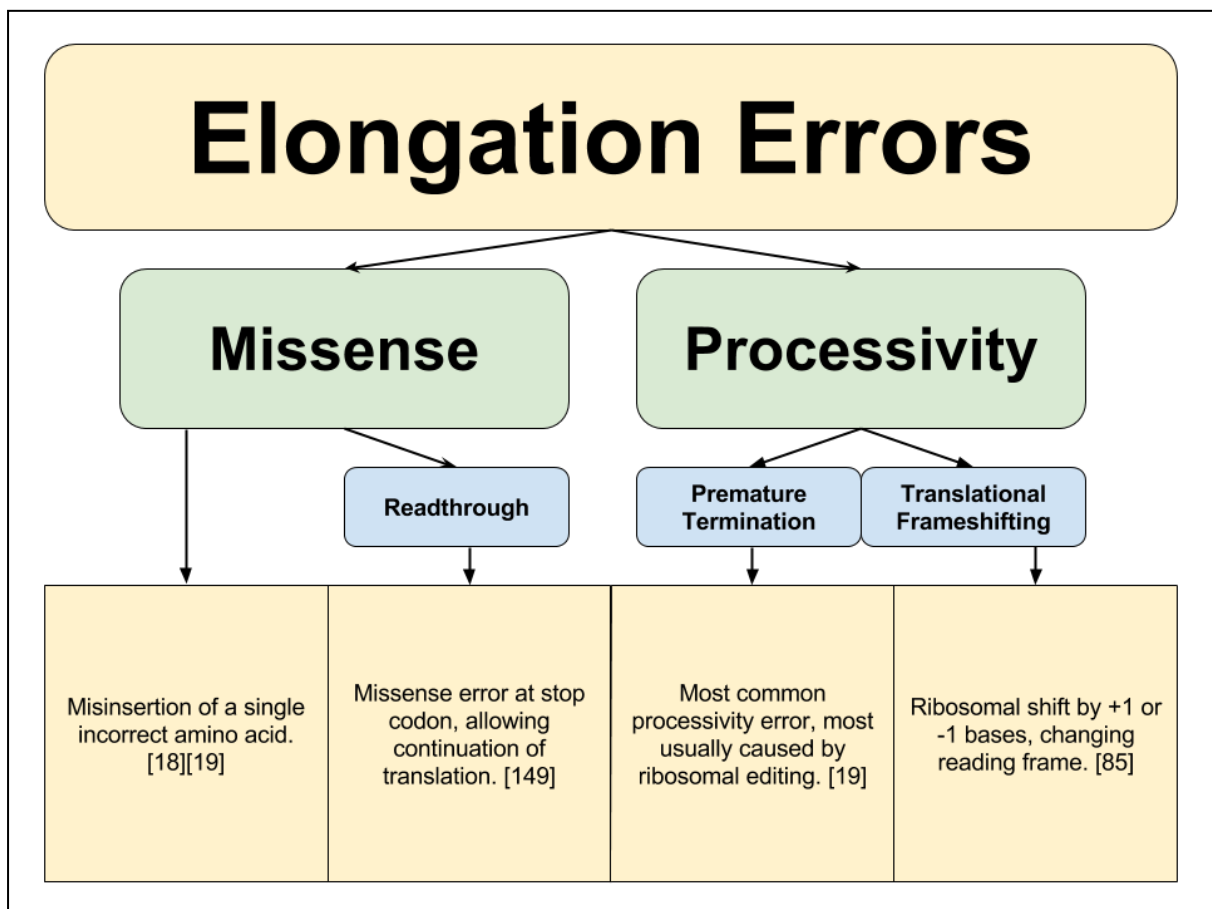 Elongation Errors
Missense
Processivity
Readthrough
Premature
Termination
Translational
Frameshifting
Misinsertion of a single
incorrect amino acid.
[18][19]
Missense error at stop
codon, allowing
continuation of
translation. [149]
Most common
processivity error, most
usually caused by
ribosomal editing. [19]
Ribosomal shift by +1 or
-1 bases, changing
reading frame. [85]